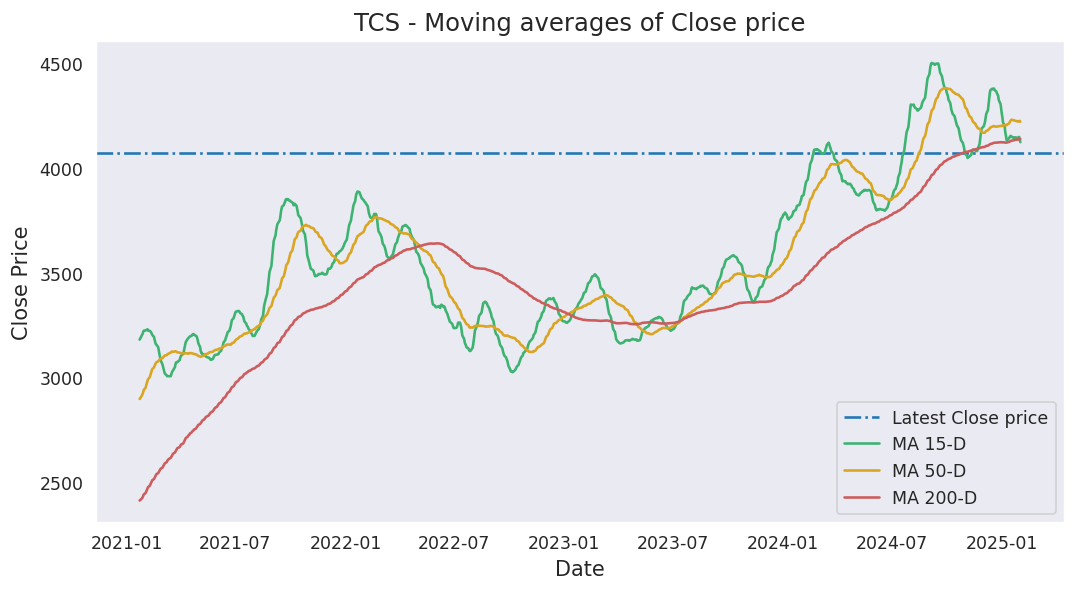 TCS - Moving averages of Close price
Close Price
4500
4000
3500
3000
2500
2021-01
2021-07
2022-01
2022-07
2023-01
2023-07
2024-01
2024-07
2025-01
Date
Latest Close price
MA 15-D
MA 50-D
MA 200-D